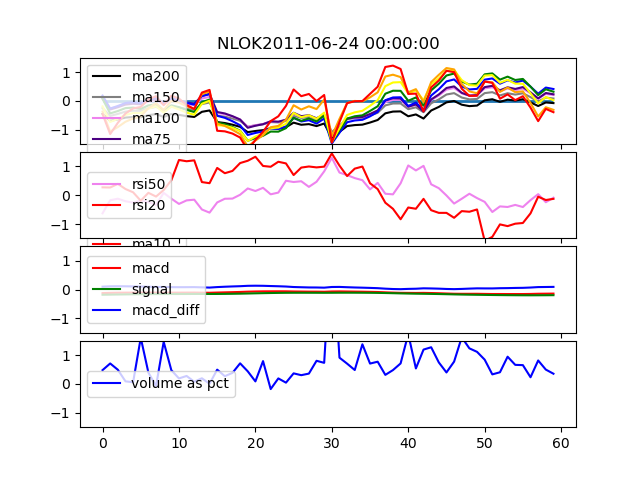 NLOK2011-06-24 00:00:00
1
0
−1
ma200
ma150
ma100
ma75
1
0
−1
rsi50
rsi20
ma10
1
0
−1
macd
signal
macd_diff
1
0
−1
volume as pct
0
10
20
30
40
50
60